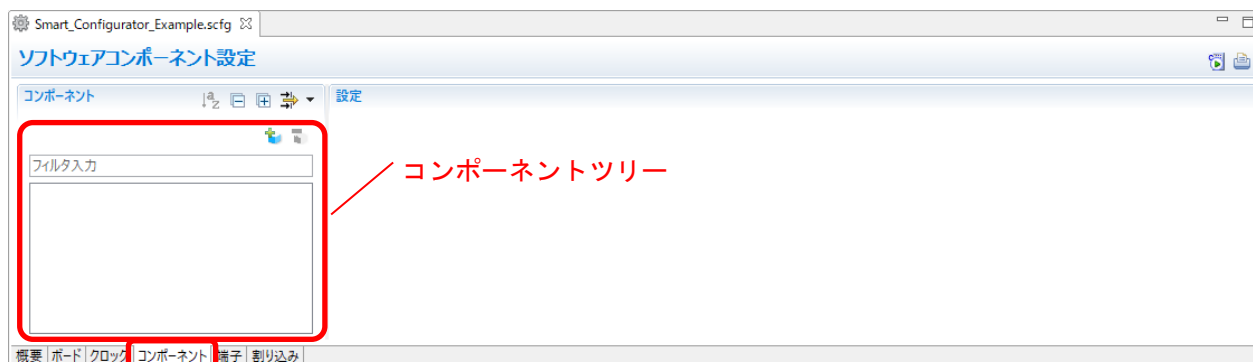 Smart_Configurator_Example.scfg
ソフトウェアコンポーネント設定
コンポーネント
設定
フィルタ入力
コンポーネントツリー
概要 ボード クロック コンポーネント 端子 割り込み